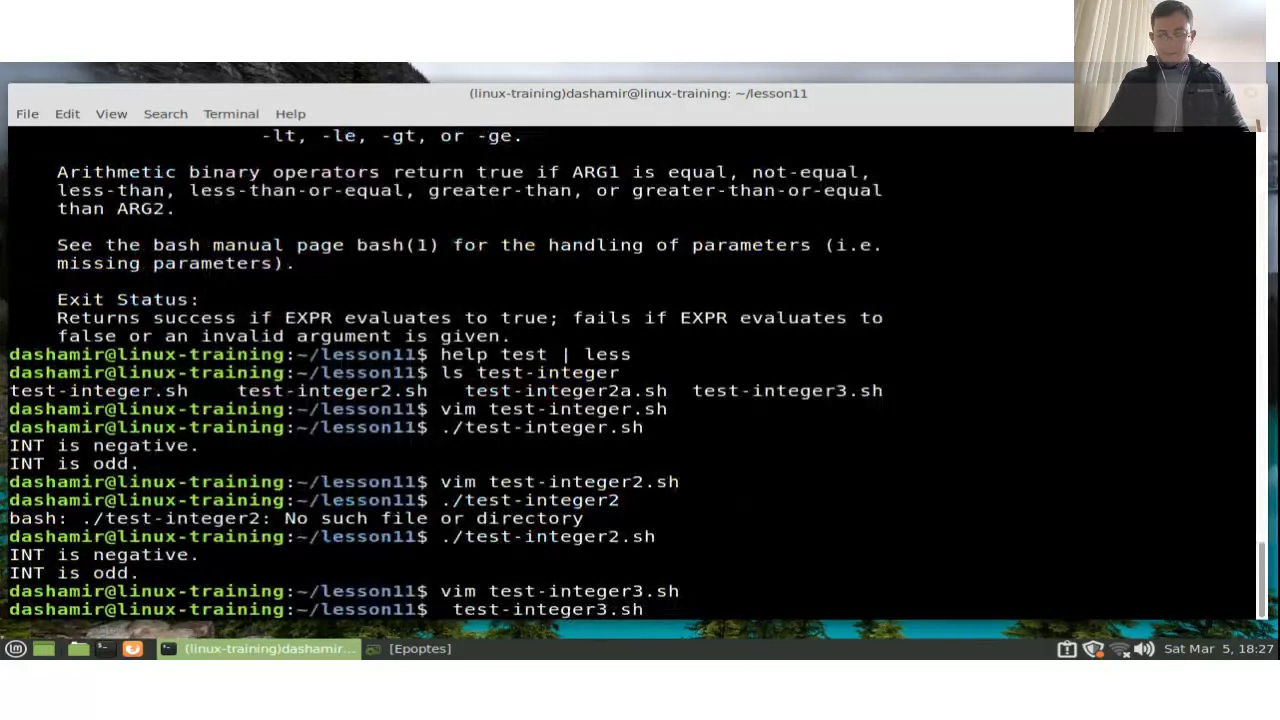 (linux-training)dashamir@linux-training: ~/lesson11
File Edit View Search Terminal Help
-lt, -le, -gt, or -ge.
Arithmetic binary operators return true if ARG1 is equal, not-equal,
less-than, less-than-or-equal, greater-than, or greater-than-or-equal
than ARG2.
See the bash manual page bash(1) for the handling of parameters (i.e.
missing parameters).
Exit Status:
Returns success if EXPR evaluates to true; fails if EXPR evaluates to
false or an invalid argument is given.
dashamir@linux-training:~/lesson11$ help test | less
dashamir@linux-training:~/lesson11$ ls test-integer
test-integer.sh test-integer2.sh test-integer2a.sh test-integer3.sh
dashamir@linux-training:~/lesson11$ vim test-integer.sh
dashamir@linux-training:~/lesson11$ ./test-integer.sh
INT is negative.
INT is odd.
dashamir@linux-training:~/lesson11$ vim test-integer2.sh
dashamir@linux-training:~/lesson11$ ./test-integer2
bash: ./test-integer2: No such file or directory
dashamir@linux-training:~/lesson11$ ./test-integer2.sh
INT is negative.
INT is odd.
dashamir@linux-training:~/lesson11$ vim test-integer3.sh
dashamir@linux-training:~/lesson11$ test-integer3.sh
(linux-training)dashamir... [Epoptes] Sat Mar 5, 18:27